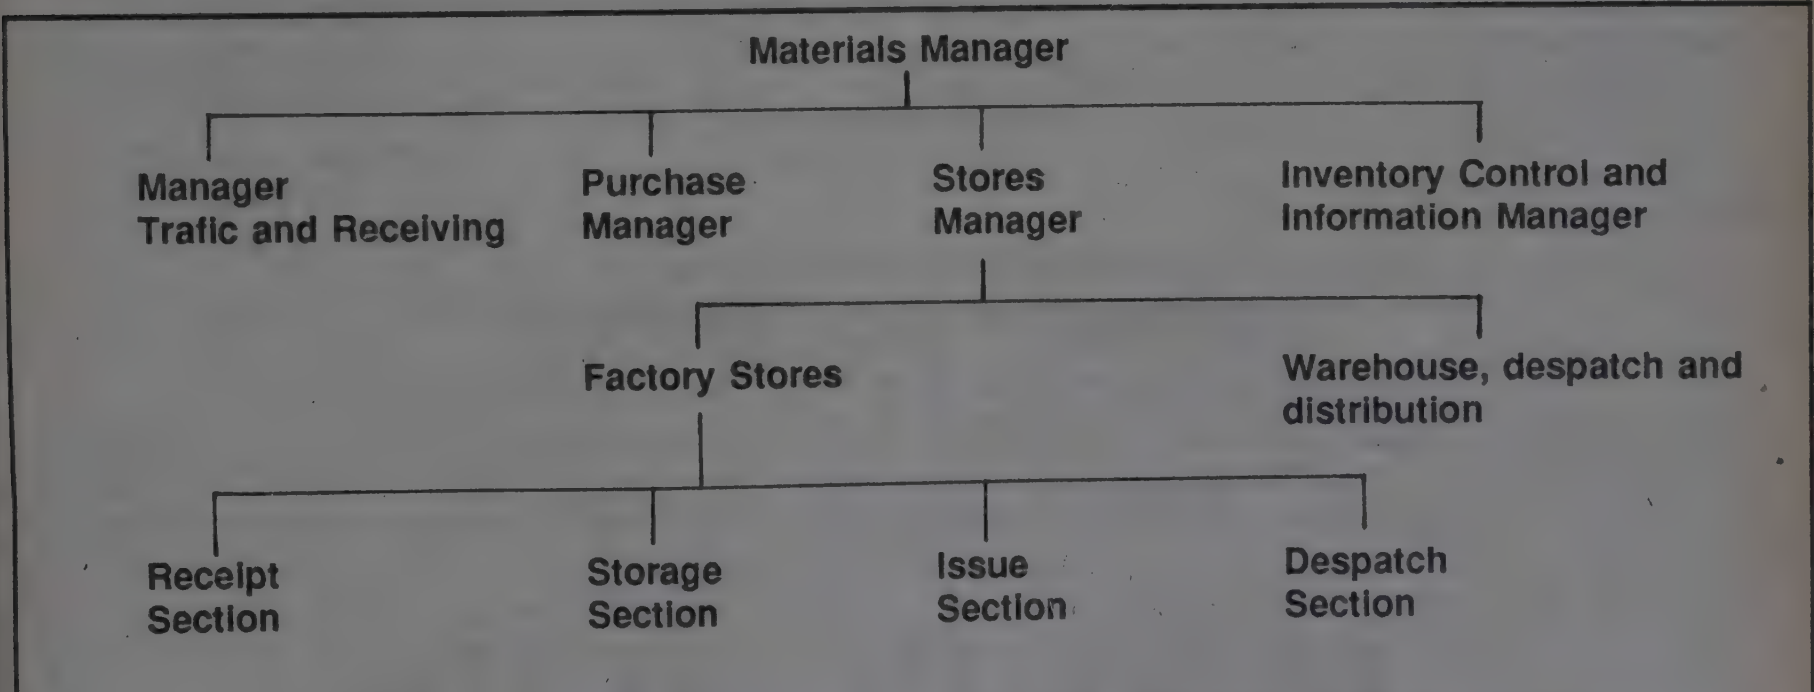 Materials Manager
Manager
Trafic and Receiving
Purchase
Manager
Stores
Manager
Inventory Control and
Information Manager
Factory Stores
Warehouse, despatch and
distribution
Receipt
Section
Storage
Section
Issue
Section
Despatch
Section